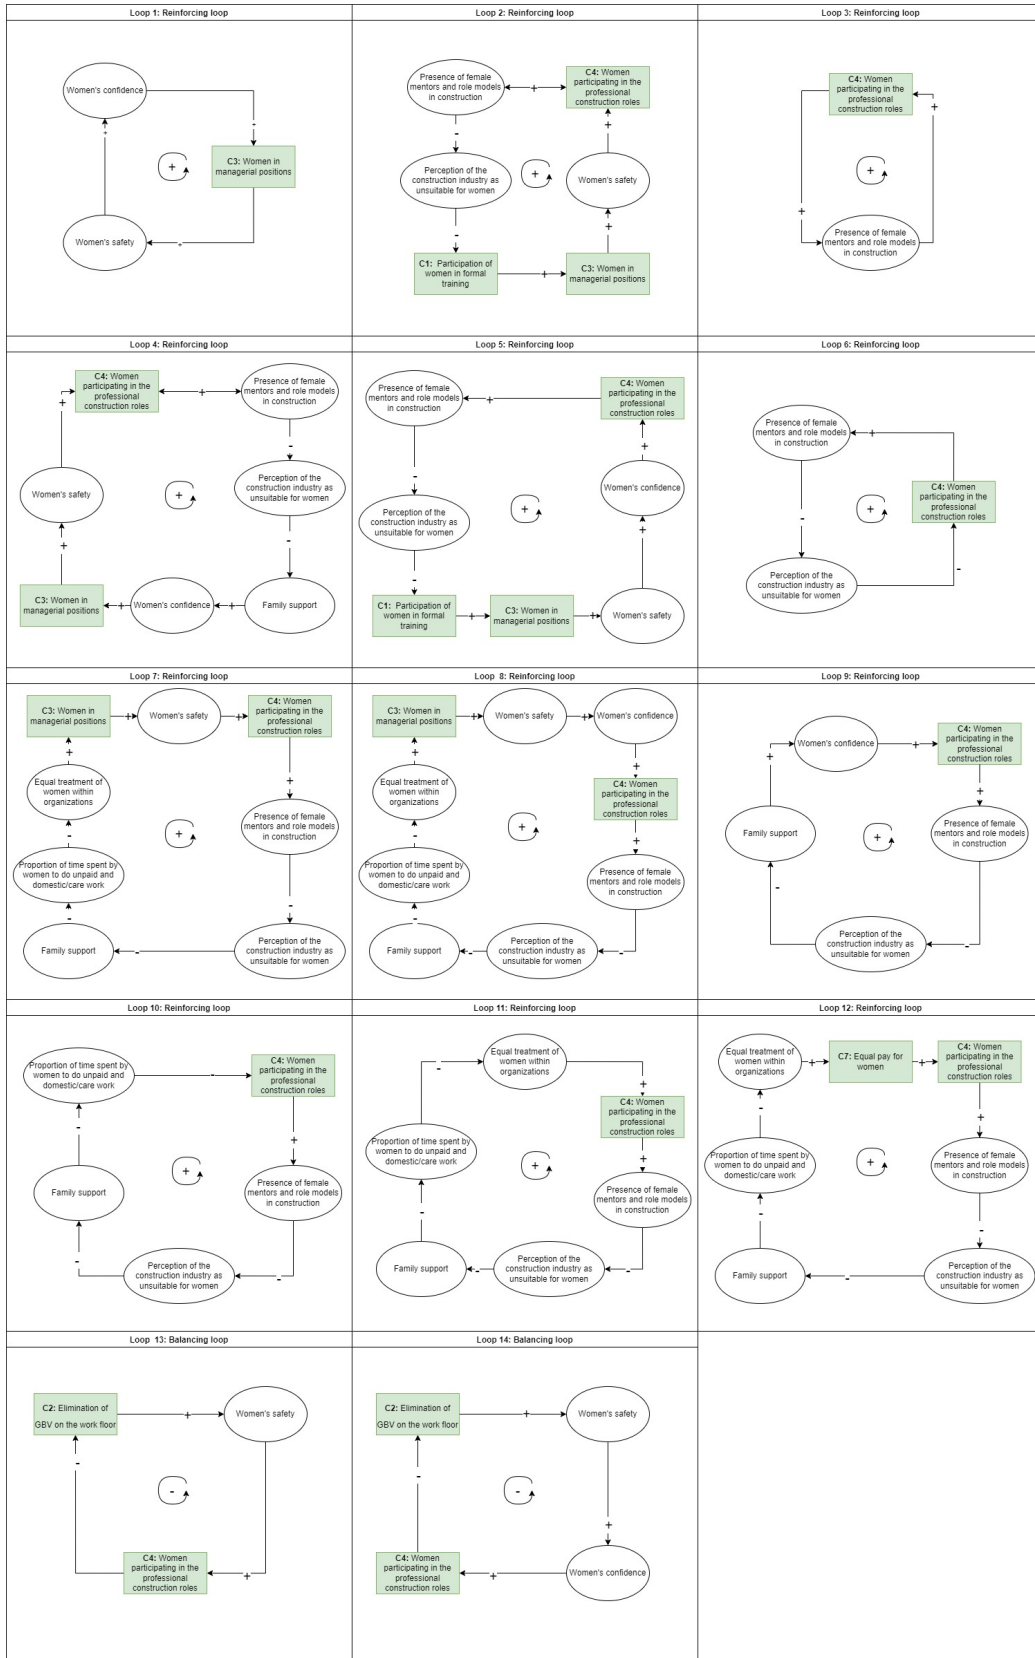 Loop 1: Reinforcing loop
Women's confidence
+
+
C3: Women in
managerial positions
+
Women's safety
+
Loop 2: Reinforcing loop
Presence of female
mentors and role models
in construction
+
C4: Women
participating in the
professional
construction roles
-
+
Perception of the
construction industry as
unsuitable for women
+
Women's safety
-
+
C1: Participation of
women in formal
training
+
C3: Women in
managerial positions
Loop 3: Reinforcing loop
C4: Women
participating in the
professional
construction roles
+
+
+
Presence of female
mentors and role models
in construction
Loop 4: Reinforcing loop
C4: Women
participating in the
professional
construction roles
+
Presence of female
mentors and role models
in construction
+
-
Women's safety
+
Perception of the
construction industry as
unsuitable for women
+
-
C3: Women in
managerial positions
+
Women's confidence
+
Family support
Loop 5: Reinforcing loop
Presence of female
mentors and role models
in construction
+
C4: Women
participating in the
professional
construction roles
-
+
Women's confidence
Perception of the
construction industry as
unsuitable for women
+
+
-
C1: Participation of
women in formal
training
+
C3: Women in
managerial positions
+
Women's safety
Loop 6: Reinforcing loop
Presence of female
mentors and role models
in construction
+
C4: Women
participating in the
professional
construction roles
-
+
-
Perception of the
construction industry as
unsuitable for women
Loop 7: Reinforcing loop
C3: Women in
managerial positions
+
Women's safety
+
C4: Women
participating in the
professional
construction roles
+
+
Equal treatment of
women within
organizations
+
Presence of female
mentors and role models
in construction
-
Proportion of time spent by
women to do unpaid and
domestic/care work
-
-
Family support
-
Perception of the
construction industry as
unsuitable for women
Loop 8: Reinforcing loop
C3: Women in
managerial positions
+
Women's safety
+
Women's confidence
+
+
Equal treatment of
women within
organizations
+
C4: Women
participating in the
professional
construction roles
-
+
Proportion of time spent by
women to do unpaid and
domestic/care work
Presence of female
mentors and role models
in construction
-
Family support
-
Perception of the
construction industry as
unsuitable for women
-
Loop 9: Reinforcing loop
Women's confidence
+
C4: Women
participating in the
professional
construction roles
+
+
Family support
+
Presence of female
mentors and role models
in construction
-
Perception of the
construction industry as
unsuitable for women
-
Loop 10: Reinforcing loop
Proportion of time spent by
women to do unpaid and
domestic/care work
-
C4: Women
participating in the
professional
construction roles
-
+
Family support
+
Presence of female
mentors and role models
in construction
-
Perception of the
construction industry as
unsuitable for women
-
Loop 11: Reinforcing loop
-
Equal treatment of
women within
organizations
+
C4: Women
participating in the
professional
construction roles
Proportion of time spent by
women to do unpaid and
domestic/care work
+
+
Presence of female
mentors and role models
in construction
-
Family support
-
Perception of the
construction industry as
unsuitable for women
-
Loop 12: Reinforcing loop
Equal treatment of
women within
organizations
+
C7: Equal pay for
women
+
C4: Women
participating in the
professional
construction roles
-
+
Proportion of time spent by
women to do unpaid and
domestic/care work
+
Presence of female
mentors and role models
in construction
-
-
Family support
-
Perception of the
construction industry as
unsuitable for women
Loop 13: Balancing loop
C2: Elimination of
GBV on the work floor
+
Women's safety
-
-
C4: Women
participating in the
professional
construction roles
+
Loop 14: Balancing loop
C2: Elimination of
GBV on the work floor
+
Women's safety
-
-
+
C4: Women
participating in the
professional
construction roles
+
Women's confidence